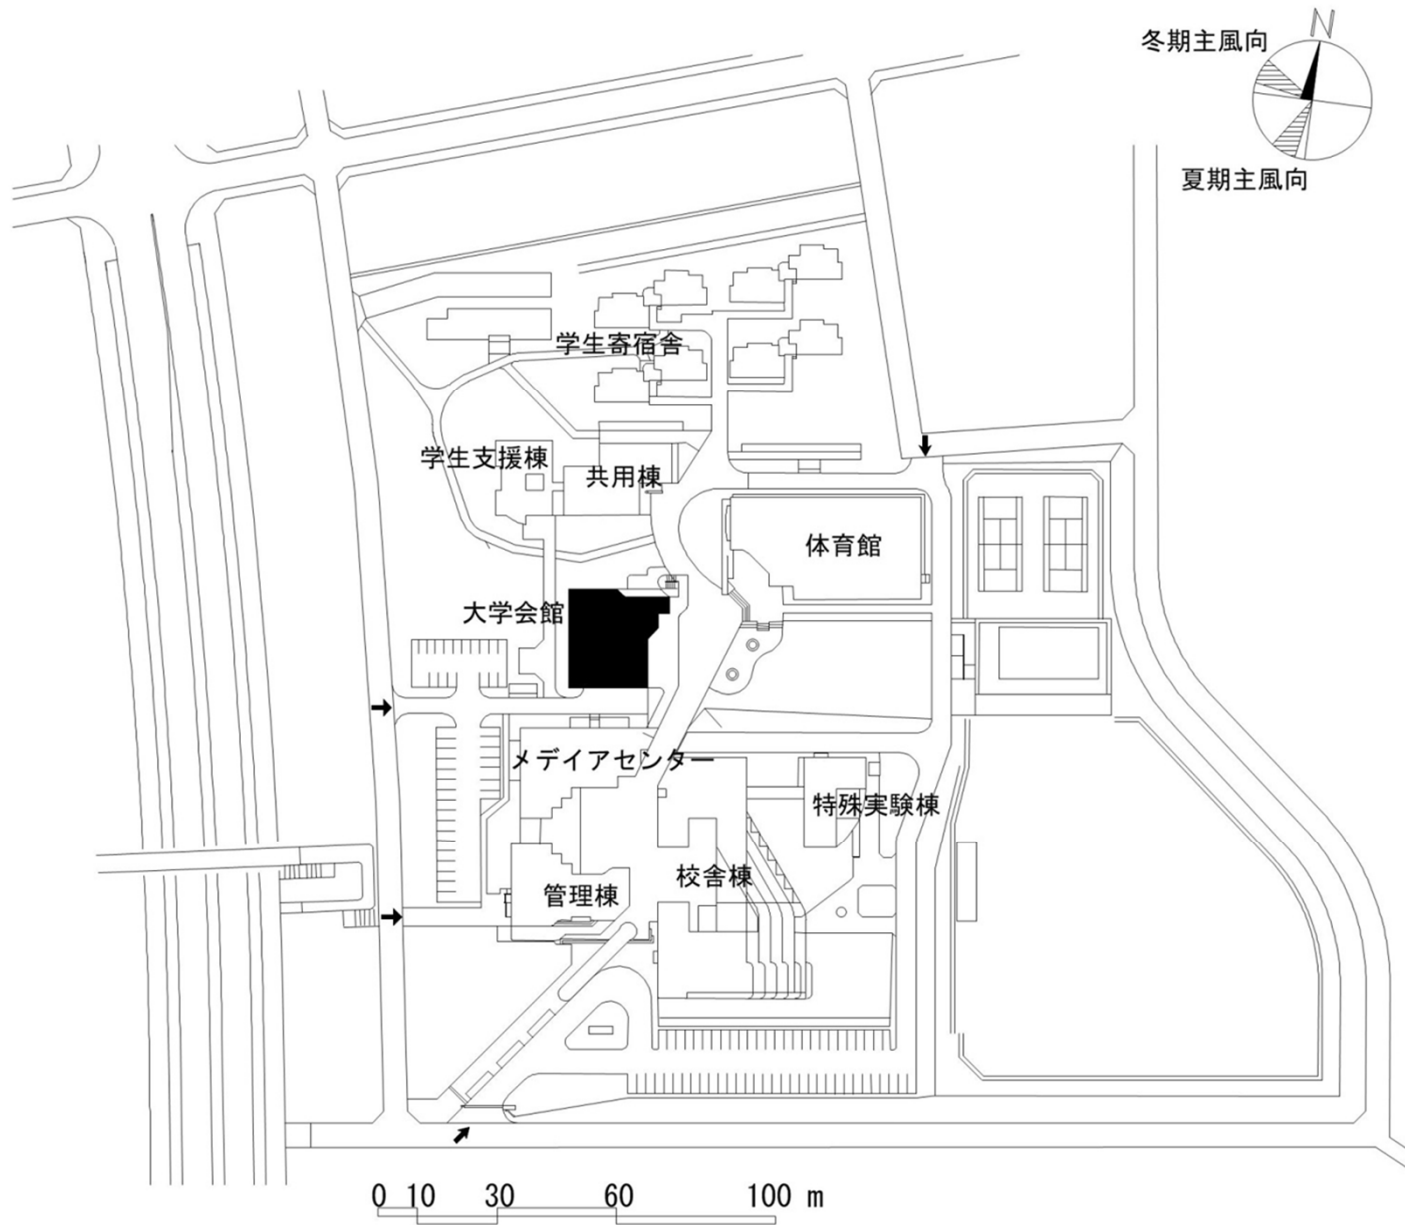 N
冬期主風向
夏期主風向
学生寄宿舎
学生支援棟
共用棟
体育館
大学会館
メデイアセンター
特殊実験棟
校舎棟
管理棟
0 10 30 60 100 m